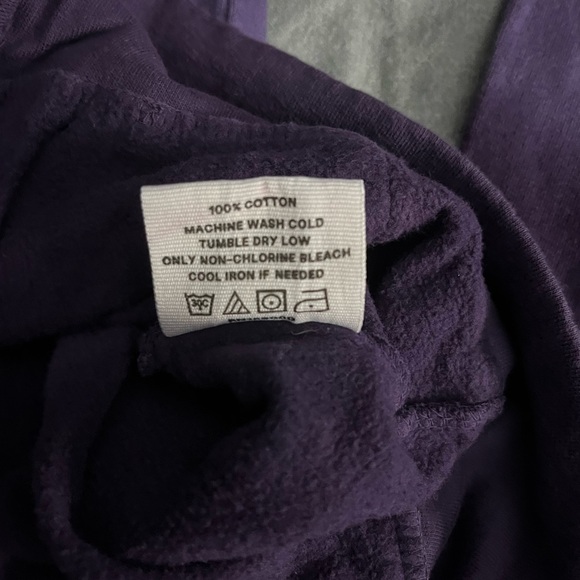 100% COTTON
MACHINE WASH COLD
TUMBLE DRY LOW
ONLY NON-CHLORINE BLEACH
COOL IRON IF NEEDED
30C